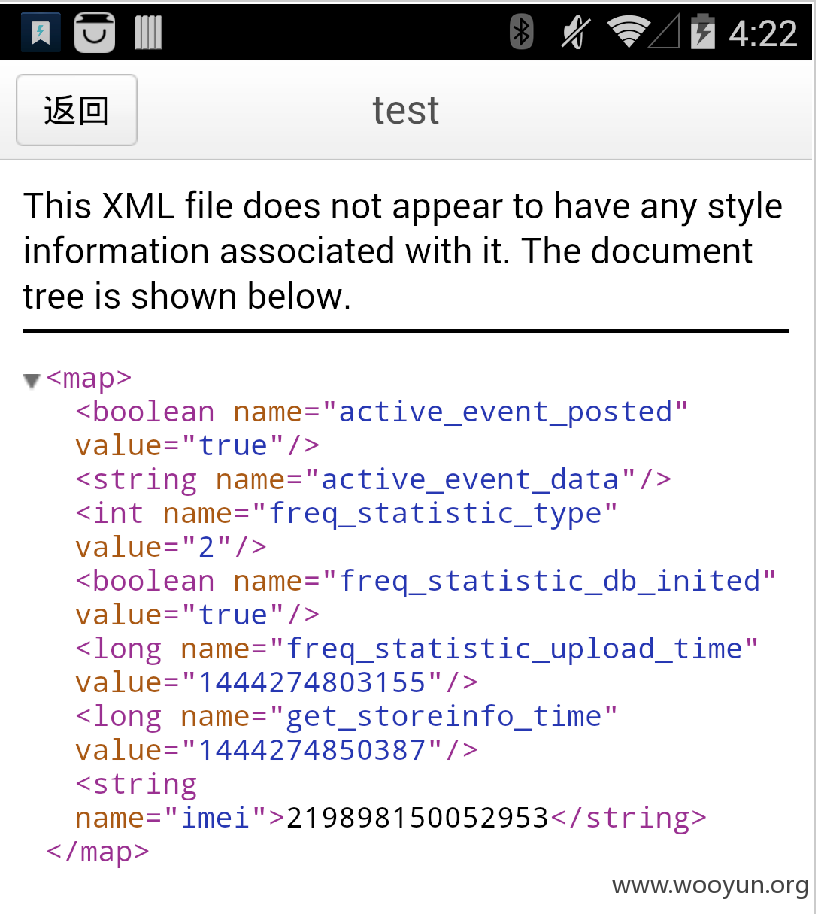 4:22
返回
test
This XML file does not appear to have any style
information associated with it. The document
tree is shown below.
<map>
<boolean name="active_event_posted"
value="true"/>
<string name="active_event_data"/>
<int name="freq_statistic_type"
value="2"/>
<boolean name="freq_statistic_db_inited"
value="true"/>
<long name="freq_statistic_upload_time"
value="1444274803155"/>
<long name="get_storeinfo_time"
value="1444274850387"/>
<string
name="imei">219898150052953</string>
</map>
www.wooyun.org